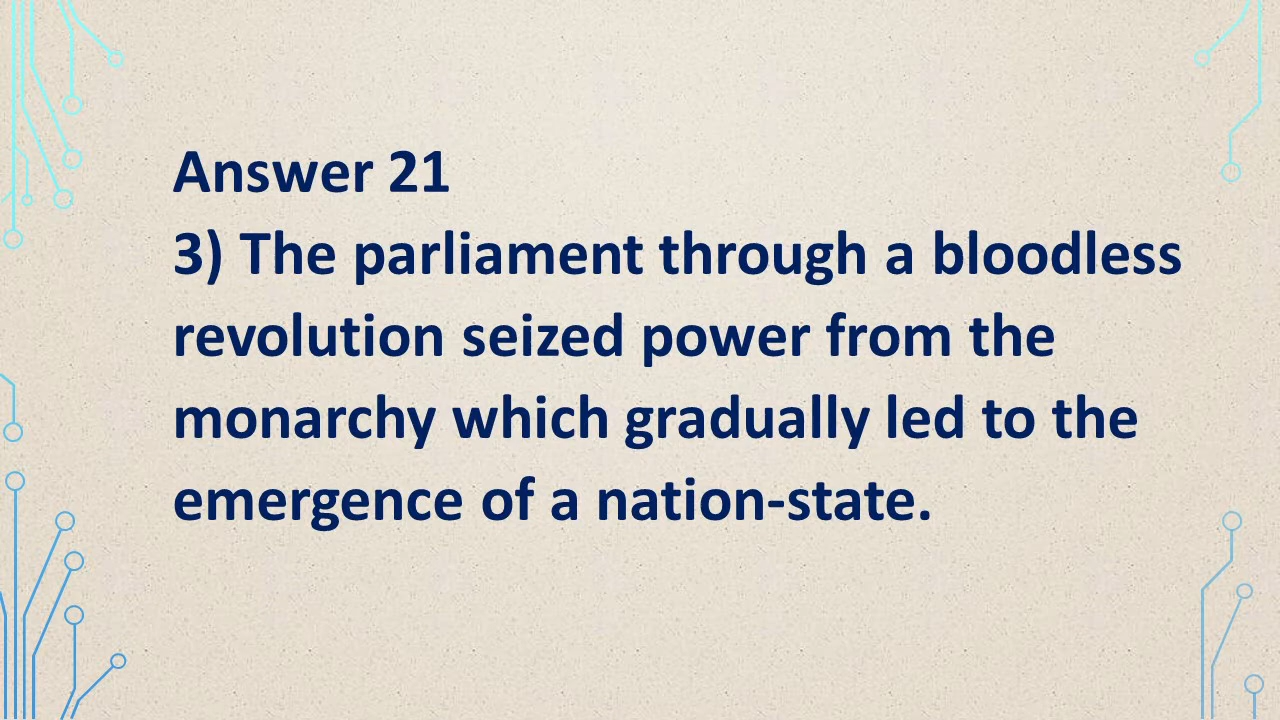 Answer 21
3) The parliament through a bloodless
revolution seized power from the
monarchy which gradually led to the
emergence of a nation-state.